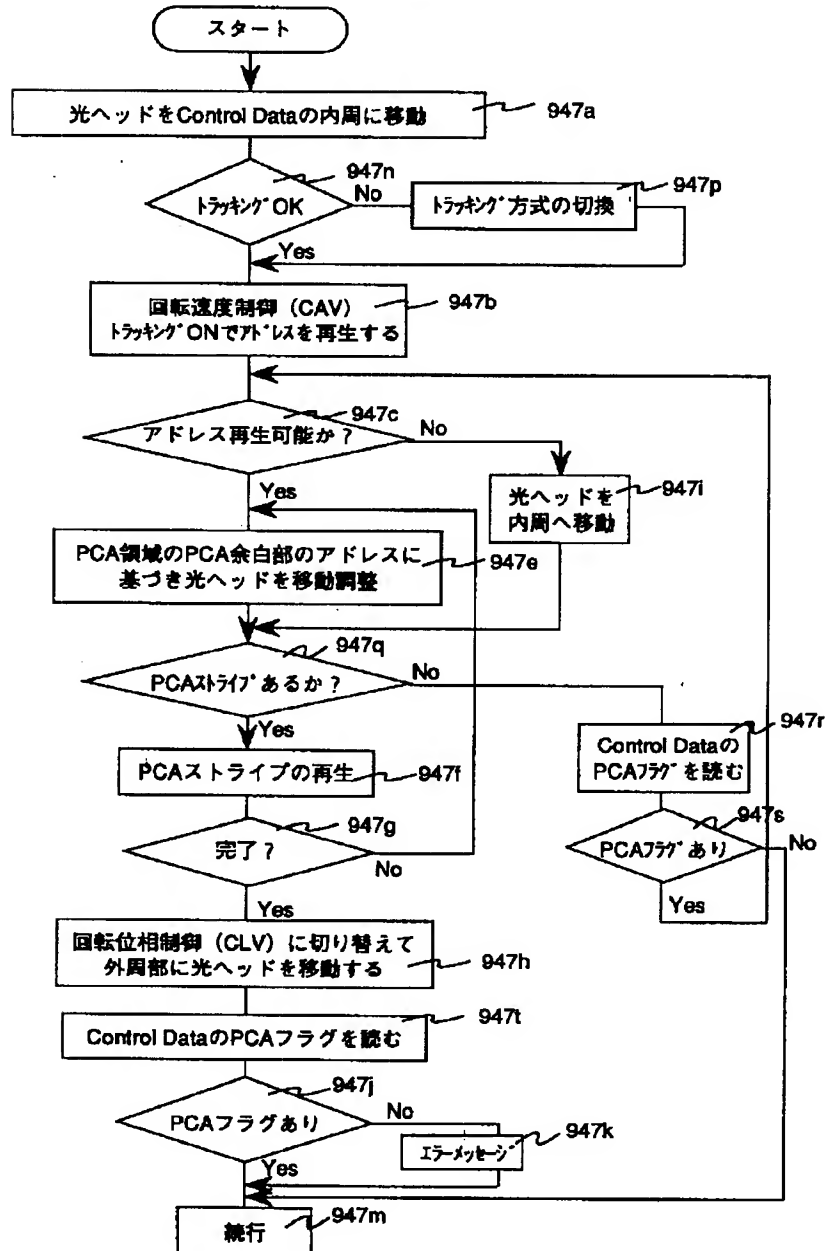 スタート
光ヘッドをControl Dataの内周に移動
947a
947n
トラッキングOK
No
947p
トラッキング方式の切換
Yes
回転速度制御(CAV)
トラッキングONでアドレスを再生する
947b
947c
アドレス再生可能か?
No
Yes
光ヘッドを
内周へ移動
947i
PCA領域のPCA余白部のアドレスに
基づき光ヘッドを移動調整
947e
947q
PCAストライプあるか?
No
Yes
947r
Control Dataの
PCAフラグを読む
PCAストライプの再生
947f
947g
完了?
No
947s
PCAフラグあり
No
Yes
Yes
回転位相制御(CLV)に切り替えて
外周部に光ヘッドを移動する
947h
947t
Control DataのPCAフラグを読む
947j
PCAフラグあり
No
エラーメッセージ
947k
Yes
続行
947m